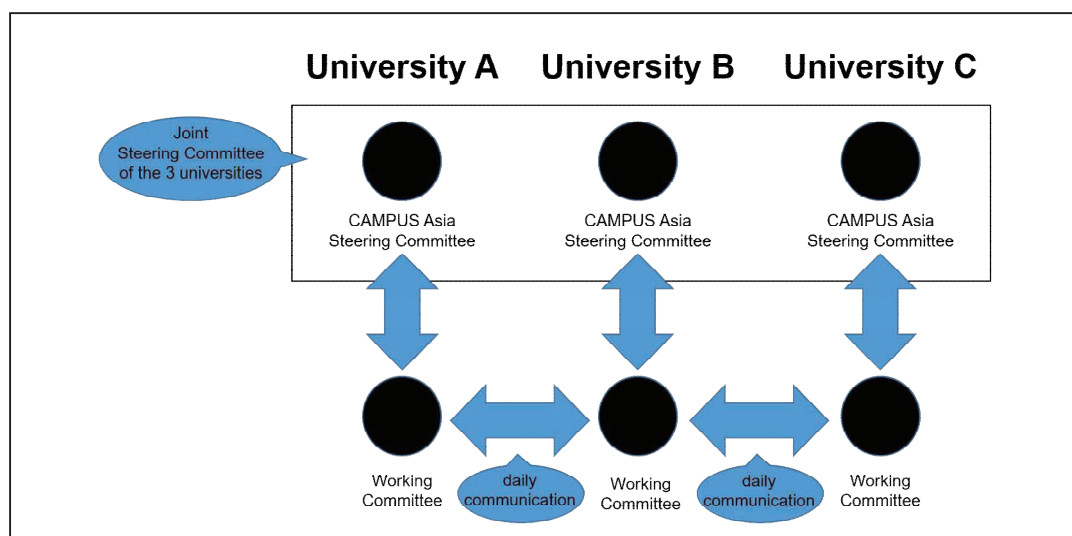 University A
University B
University C
Joint
Steering Committee
of the 3 universities
CAMPUS Asia
Steering Committee
CAMPUS Asia
Steering Committee
CAMPUS Asia
Steering Committee
Working
Committee
daily
communication
Working
Committee
daily
communication
Working
Committee